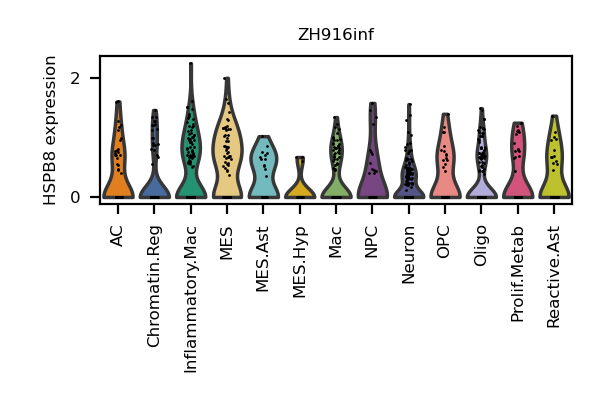 ZH916inf
HSPB8 expression
2
0
AC
Chromatin.Reg
Inflammatory.Mac
MES
MES.Ast
MES.Hyp
Mac
NPC
Neuron
OPC
Oligo
Prolif.Metab
Reactive.Ast